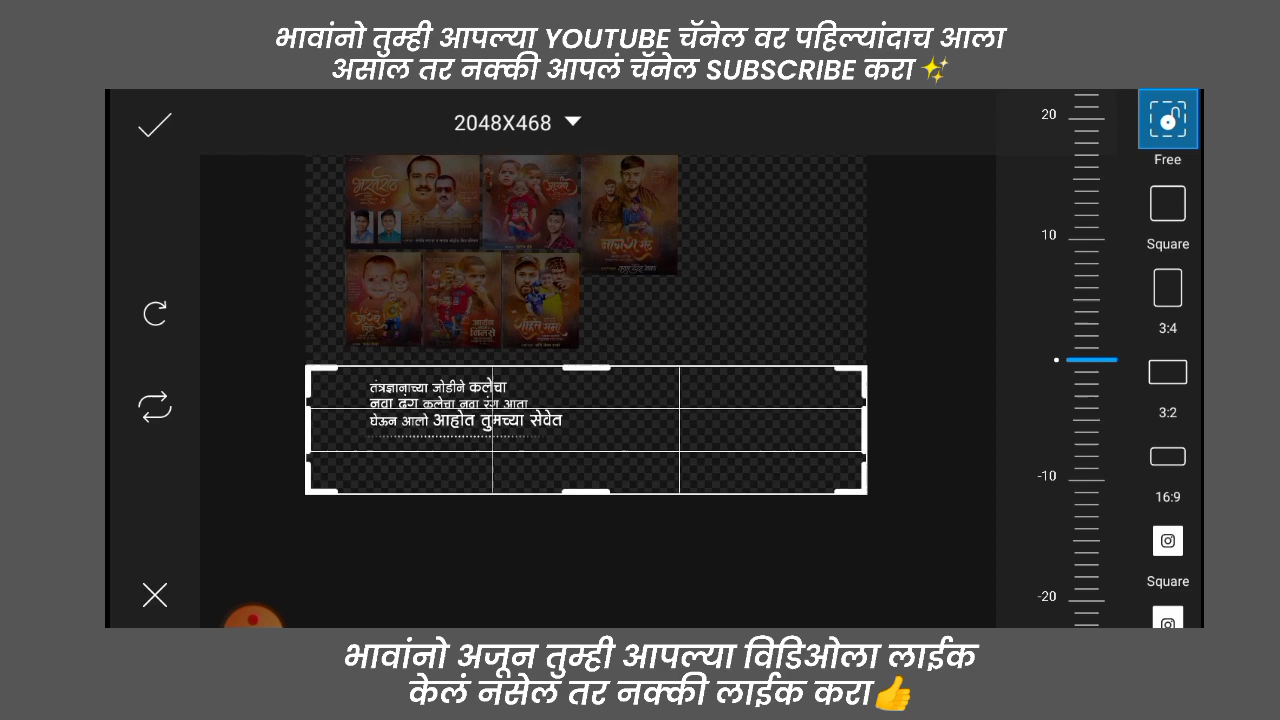 भावांनो तुम्ही आपल्या YOUTUBE चॅनेल वर पहिल्यांदाच आला
असाल तर नक्की आपलं चॅनेल SUBSCRIBE करा ✨
2048X468
20
Free
10
Square
3:4
3:2
-10
16:9
Square
-20
तंत्रज्ञानाच्या जोडीने कलेचा
नवा ढंग कलेचा नवा रंग आता
घेऊन आलो आहोत तुमच्या सेवेत
भावांनो अजून तुम्ही आपल्या विडिओला लाईक
केलं नसेल तर नक्की लाईक करा👍